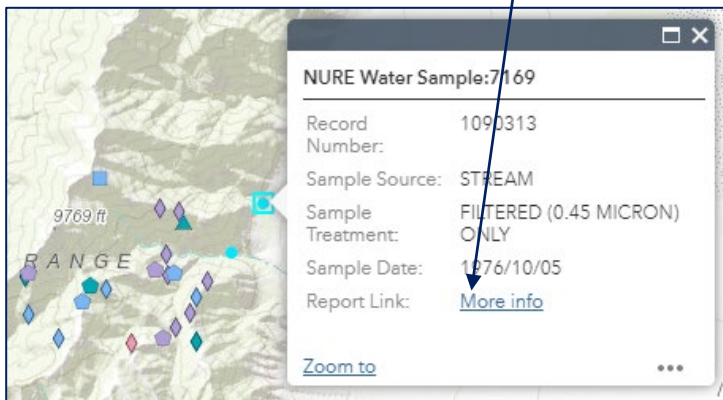 NURE Water Sample:7169
Record Number: 1090313
Sample Source: STREAM
Sample Treatment: FILTERED (0.45 MICRON) ONLY
Sample Date: 1976/10/05
Report Link: More info
Zoom to
9769 ft
RANGE